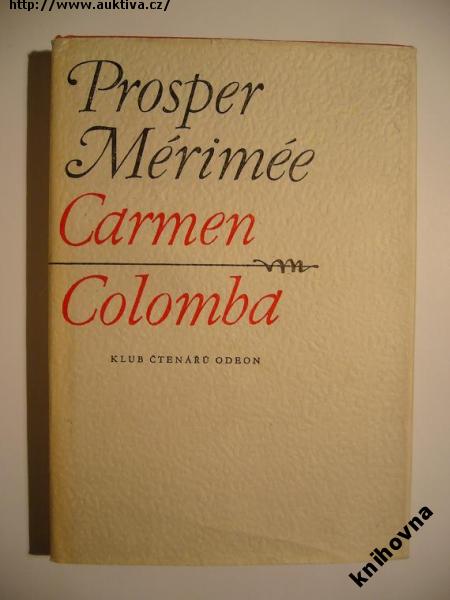 http://www.auktiva.cz/
Prosper
Mérimée
Carmen
Colomba
KLUB ČTENÁŘŮ ODEON
knihovna